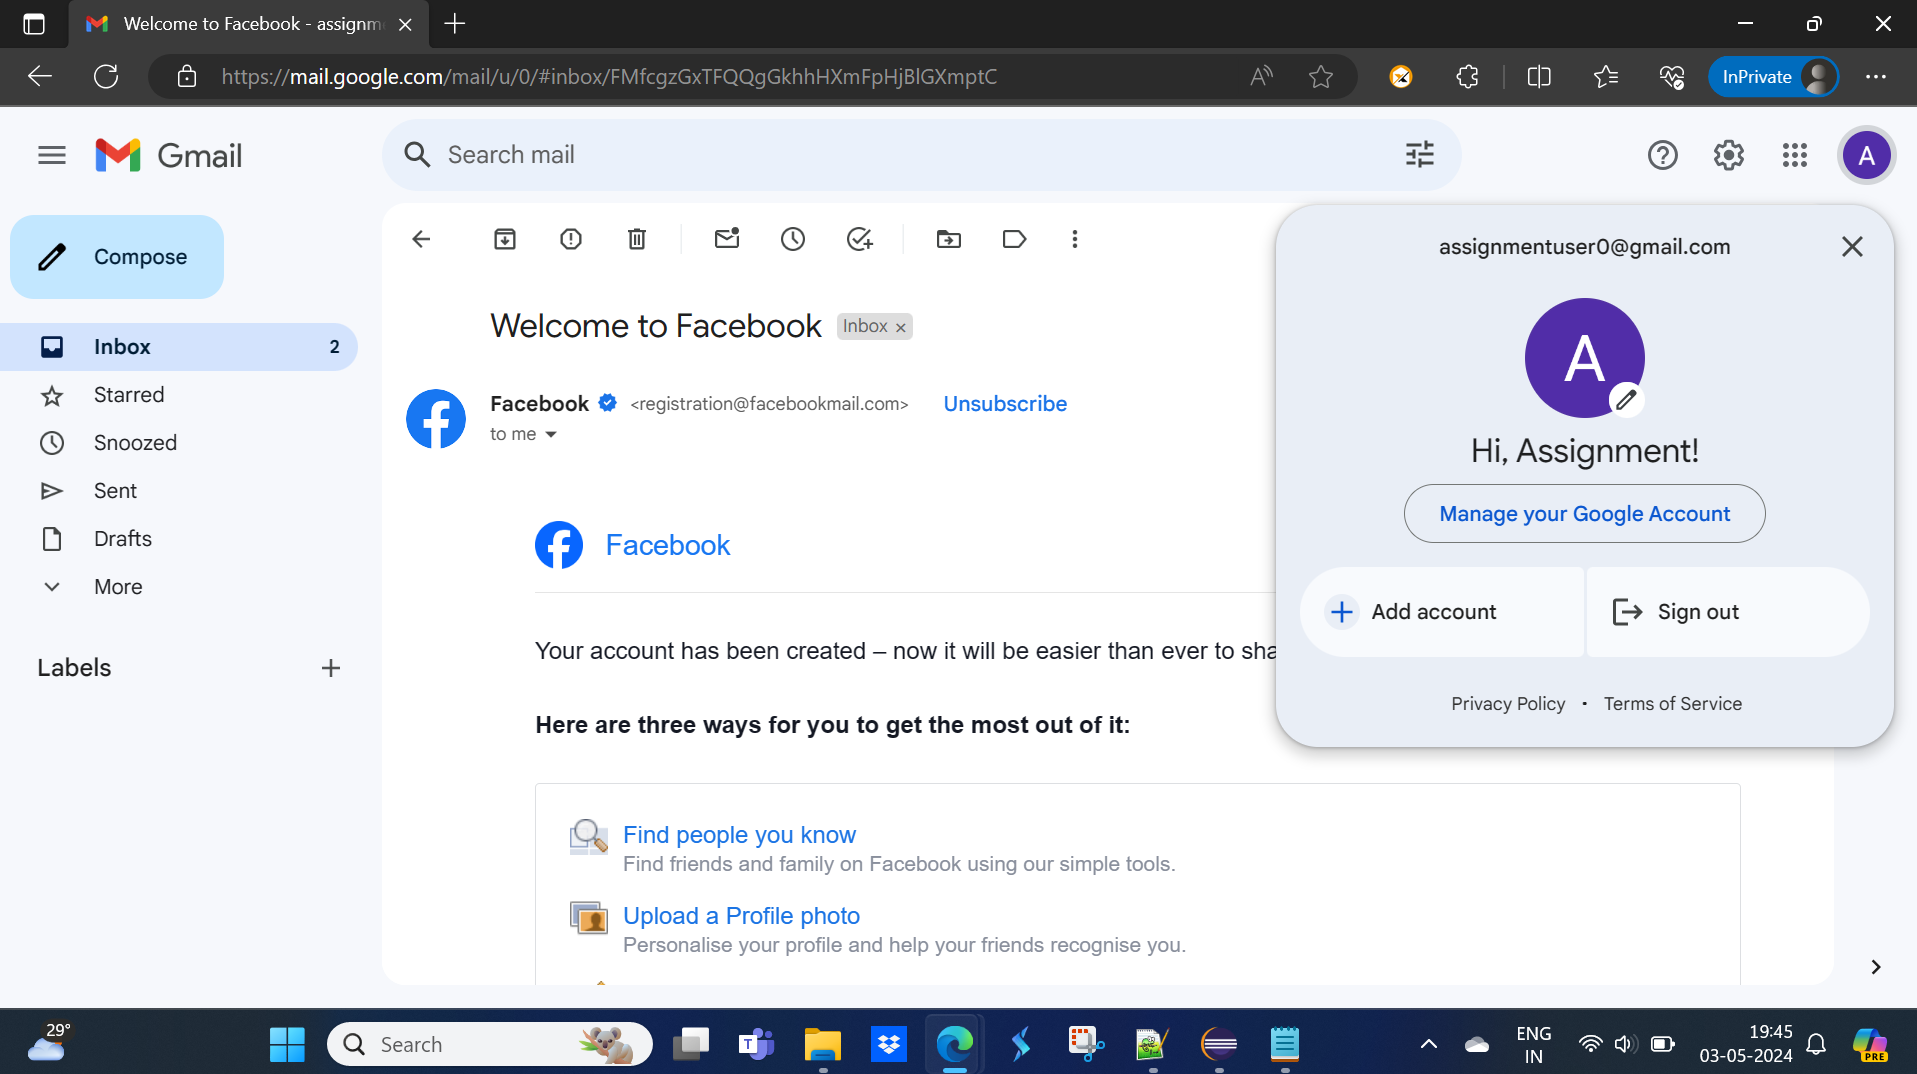 Welcome to Facebook - assignm
https://mail.google.com/mail/u/0/#inbox/FMfcgzGxTFQQgGkhhHXmFpHjBlGXmptC
InPrivate
Gmail
Search mail
A
Compose
Inbox 2
Starred
Snoozed
Sent
Drafts
More
Labels
Welcome to Facebook Inbox
Facebook <registration@facebookmail.com> Unsubscribe
to me
Facebook
Your account has been created – now it will be easier than ever to sha
Here are three ways for you to get the most out of it:
Find people you know
Find friends and family on Facebook using our simple tools.
Upload a Profile photo
Personalise your profile and help your friends recognise you.
assignmentuser0@gmail.com
A
Hi, Assignment!
Manage your Google Account
Add account
Sign out
Privacy Policy • Terms of Service
29°
Search
ENG
IN
19:45
03-05-2024
PRE